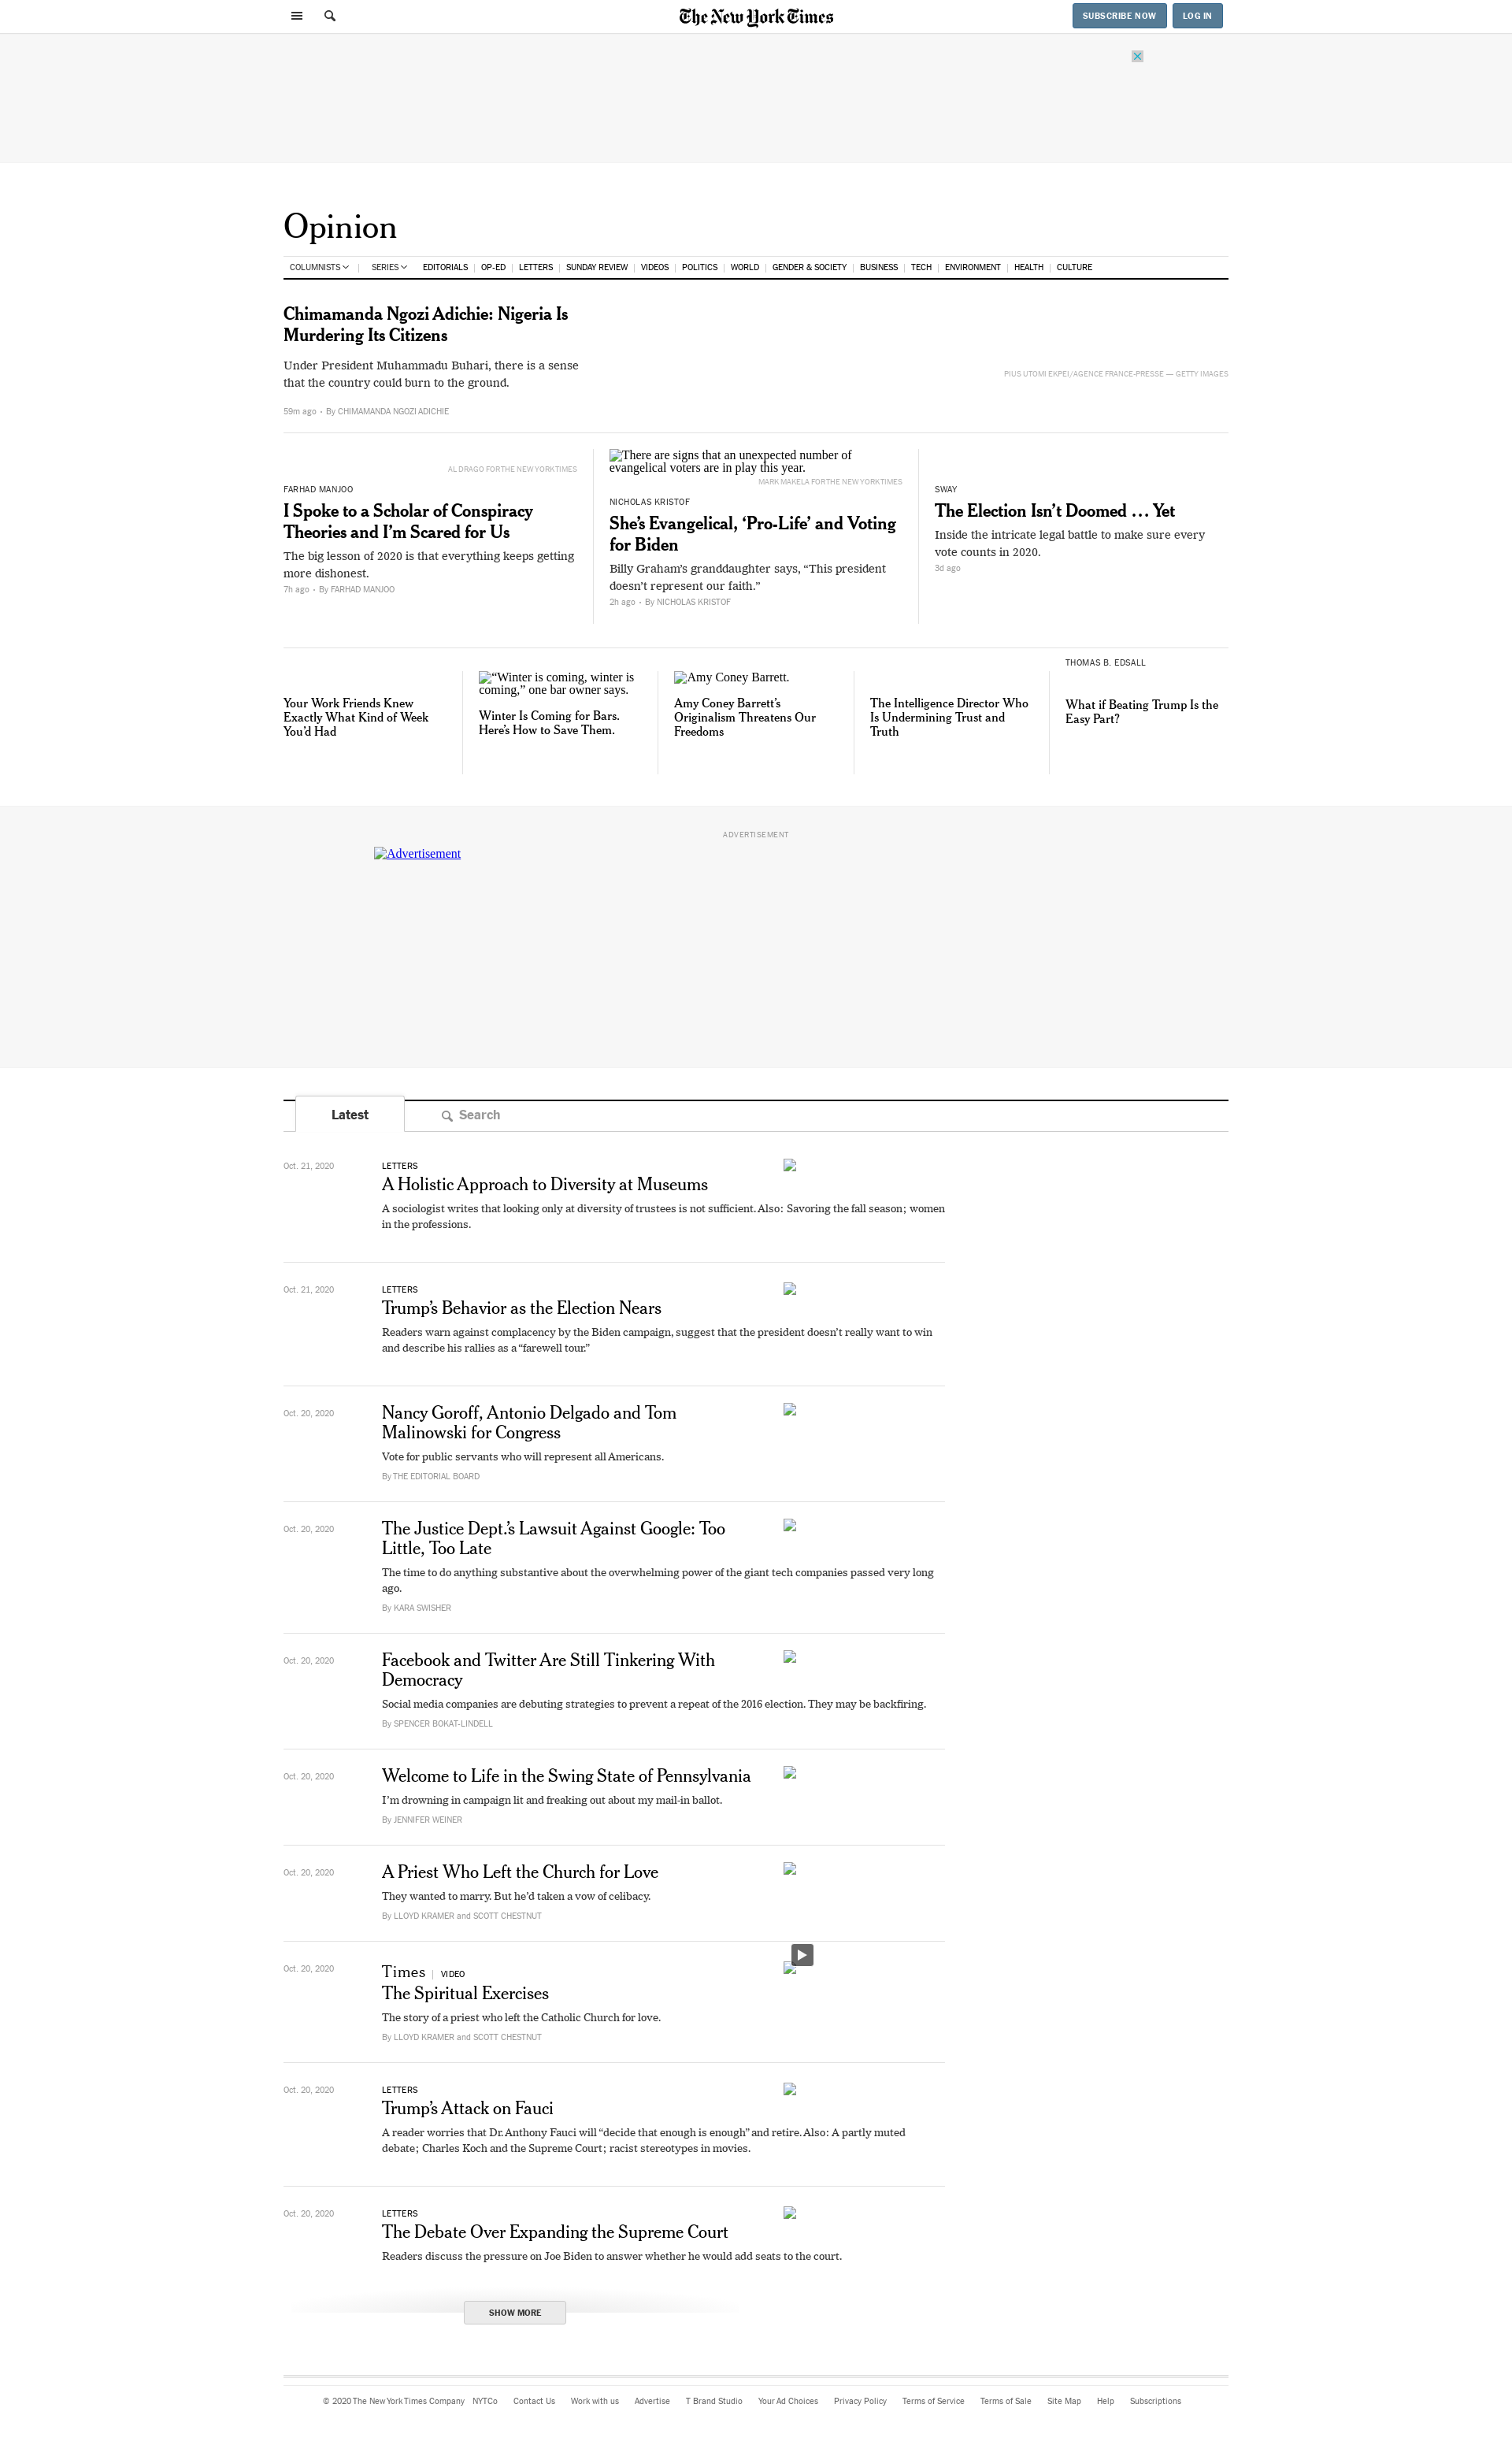 The New York Times
SUBSCRIBE NOW
LOG IN
Opinion
COLUMNISTS | SERIES EDITORIALS | OP-ED | LETTERS | SUNDAY REVIEW | VIDEOS | POLITICS | WORLD | GENDER & SOCIETY | BUSINESS | TECH | ENVIRONMENT | HEALTH | CULTURE
Chimamanda Ngozi Adichie: Nigeria Is
Murdering Its Citizens
Under President Muhammadu Buhari, there is a sense
that the country could burn to the ground.
59m ago • By CHIMAMANDA NGOZI ADICHIE
PIUS UTOMI EKPEI/AGENCE FRANCE-PRESSE — GETTY IMAGES
AL DRAGO FOR THE NEW YORK TIMES
FARHAD MANJOO
I Spoke to a Scholar of Conspiracy
Theories and I’m Scared for Us
The big lesson of 2020 is that everything keeps getting
more dishonest.
7h ago • By FARHAD MANJOO
There are signs that an unexpected number of
evangelical voters are in play this year.
MARK MAKELA FOR THE NEW YORK TIMES
NICHOLAS KRISTOF
She’s Evangelical, ‘Pro-Life’ and Voting
for Biden
Billy Graham’s granddaughter says, “This president
doesn’t represent our faith.”
2h ago • By NICHOLAS KRISTOF
SWAY
The Election Isn’t Doomed … Yet
Inside the intricate legal battle to make sure every
vote counts in 2020.
3d ago
Your Work Friends Knew
Exactly What Kind of Week
You’d Had
“Winter is coming, winter is
coming,” one bar owner says.
Winter Is Coming for Bars.
Here’s How to Save Them.
Amy Coney Barrett.
Amy Coney Barrett’s
Originalism Threatens Our
Freedoms
The Intelligence Director Who
Is Undermining Trust and
Truth
THOMAS B. EDSALL
What if Beating Trump Is the
Easy Part?
ADVERTISEMENT
Advertisement
Latest
Search
Oct. 21, 2020
LETTERS
A Holistic Approach to Diversity at Museums
A sociologist writes that looking only at diversity of trustees is not sufficient. Also: Savoring the fall season; women
in the professions.
Oct. 21, 2020
LETTERS
Trump’s Behavior as the Election Nears
Readers warn against complacency by the Biden campaign, suggest that the president doesn’t really want to win
and describe his rallies as a “farewell tour.”
Oct. 20, 2020
Nancy Goroff, Antonio Delgado and Tom
Malinowski for Congress
Vote for public servants who will represent all Americans.
By THE EDITORIAL BOARD
Oct. 20, 2020
The Justice Dept.’s Lawsuit Against Google: Too
Little, Too Late
The time to do anything substantive about the overwhelming power of the giant tech companies passed very long
ago.
By KARA SWISHER
Oct. 20, 2020
Facebook and Twitter Are Still Tinkering With
Democracy
Social media companies are debuting strategies to prevent a repeat of the 2016 election. They may be backfiring.
By SPENCER BOKAT-LINDELL
Oct. 20, 2020
Welcome to Life in the Swing State of Pennsylvania
I’m drowning in campaign lit and freaking out about my mail-in ballot.
By JENNIFER WEINER
Oct. 20, 2020
A Priest Who Left the Church for Love
They wanted to marry. But he’d taken a vow of celibacy.
By LLOYD KRAMER and SCOTT CHESTNUT
Oct. 20, 2020
Times | VIDEO
The Spiritual Exercises
The story of a priest who left the Catholic Church for love.
By LLOYD KRAMER and SCOTT CHESTNUT
Oct. 20, 2020
LETTERS
Trump’s Attack on Fauci
A reader worries that Dr. Anthony Fauci will “decide that enough is enough” and retire. Also: A partly muted
debate; Charles Koch and the Supreme Court; racist stereotypes in movies.
Oct. 20, 2020
LETTERS
The Debate Over Expanding the Supreme Court
Readers discuss the pressure on Joe Biden to answer whether he would add seats to the court.
SHOW MORE
© 2020 The New York Times Company NYTCo Contact Us Work with us Advertise T Brand Studio Your Ad Choices Privacy Policy Terms of Service Terms of Sale Site Map Help Subscriptions